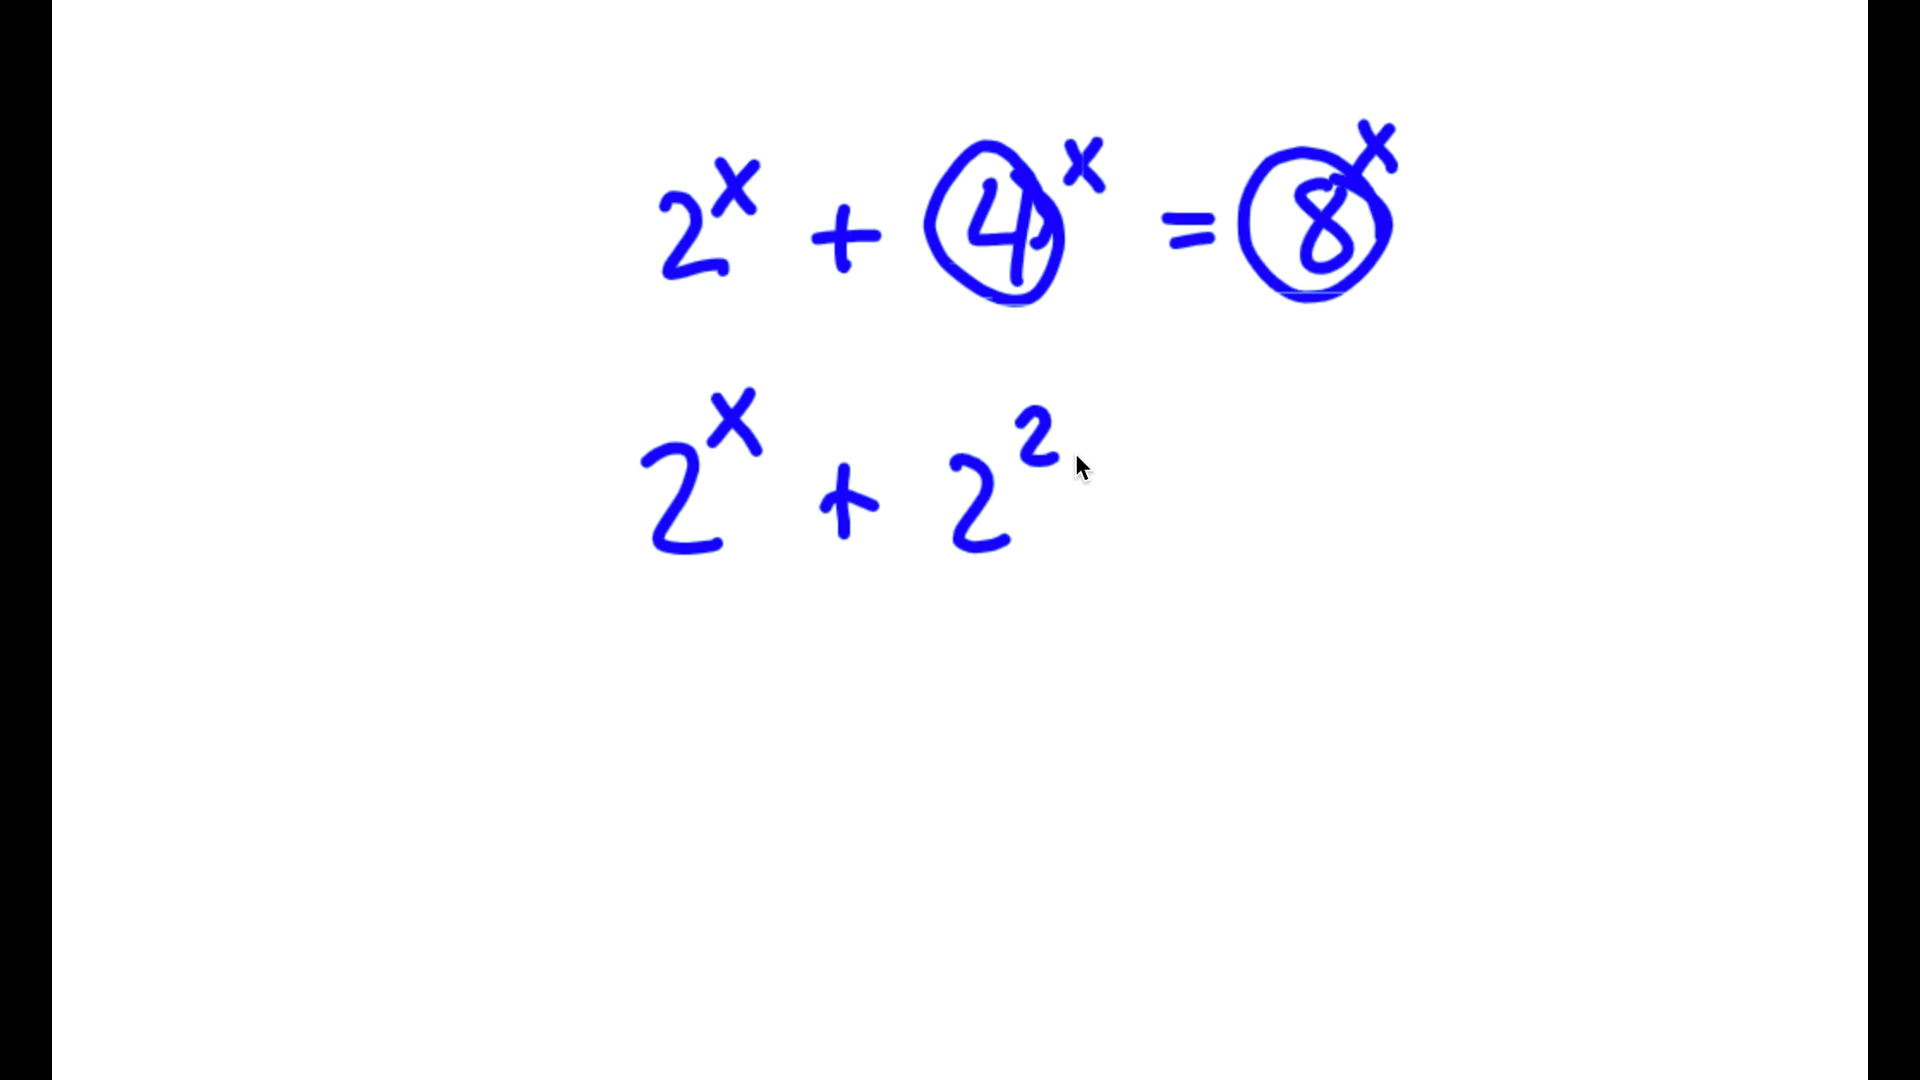 2^x + 4^x = 8^x
2^x + 2^2